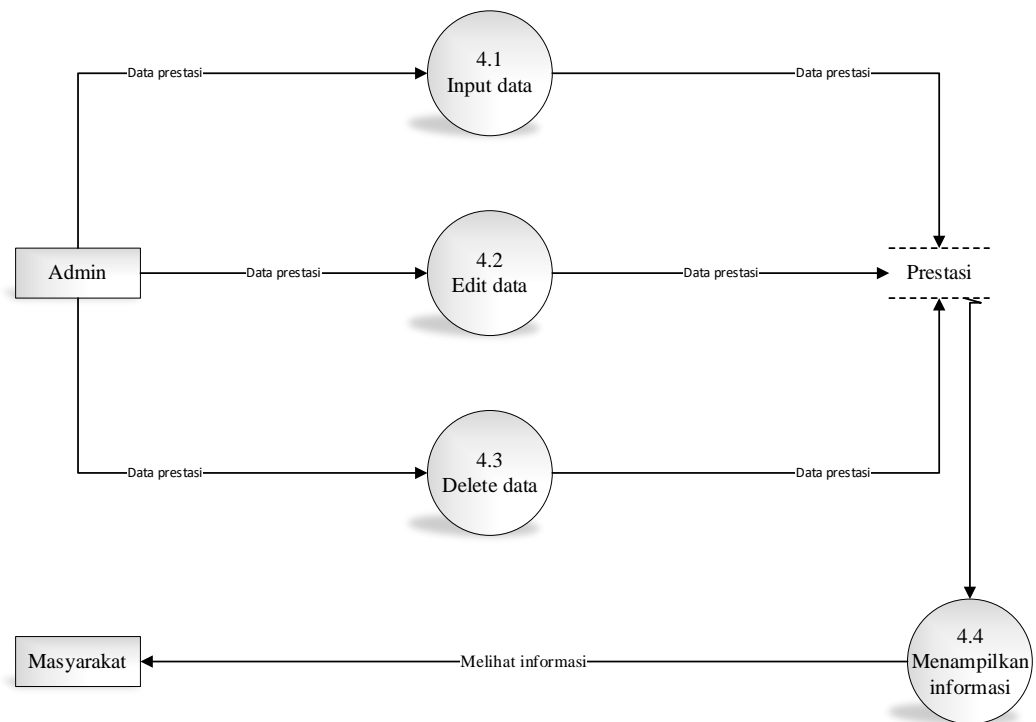 4.1
Input data
Data prestasi
Data prestasi
Admin
Data prestasi
4.2
Edit data
Data prestasi
Prestasi
Data prestasi
4.3
Delete data
Data prestasi
Masyarakat
Melihat informasi
4.4
Menampilkan
informasi